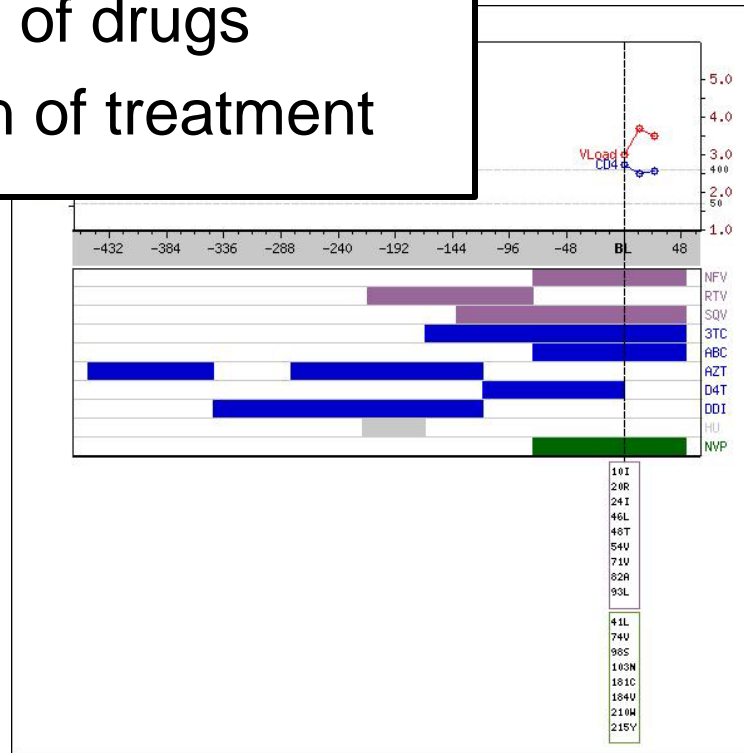 of drugs
n of treatment
5.0
4.0
VLoad
3.0
CD4
400
2.0
50
1.0
-432 -384 -336 -288 -240 -192 -144 -96 -48 BL 48
NFV
RTV
SQV
3TC
ABC
AZT
D4T
DDI
HU
NVP
10I
20R
24I
46L
48T
54V
71V
82A
93L
41L
74V
98S
103N
181C
184V
210W
215Y